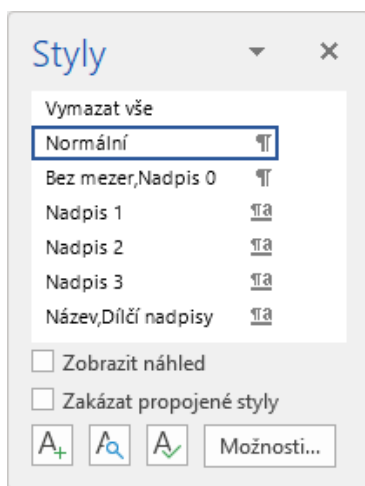 Styly
Vymazat vše
Normální ¶
Bez mezer,Nadpis 0 ¶
Nadpis 1 ¶a
Nadpis 2 ¶a
Nadpis 3 ¶a
Název,Dílčí nadpisy ¶a
Zobrazit náhled
Zakázat propojené styly
Možnosti...